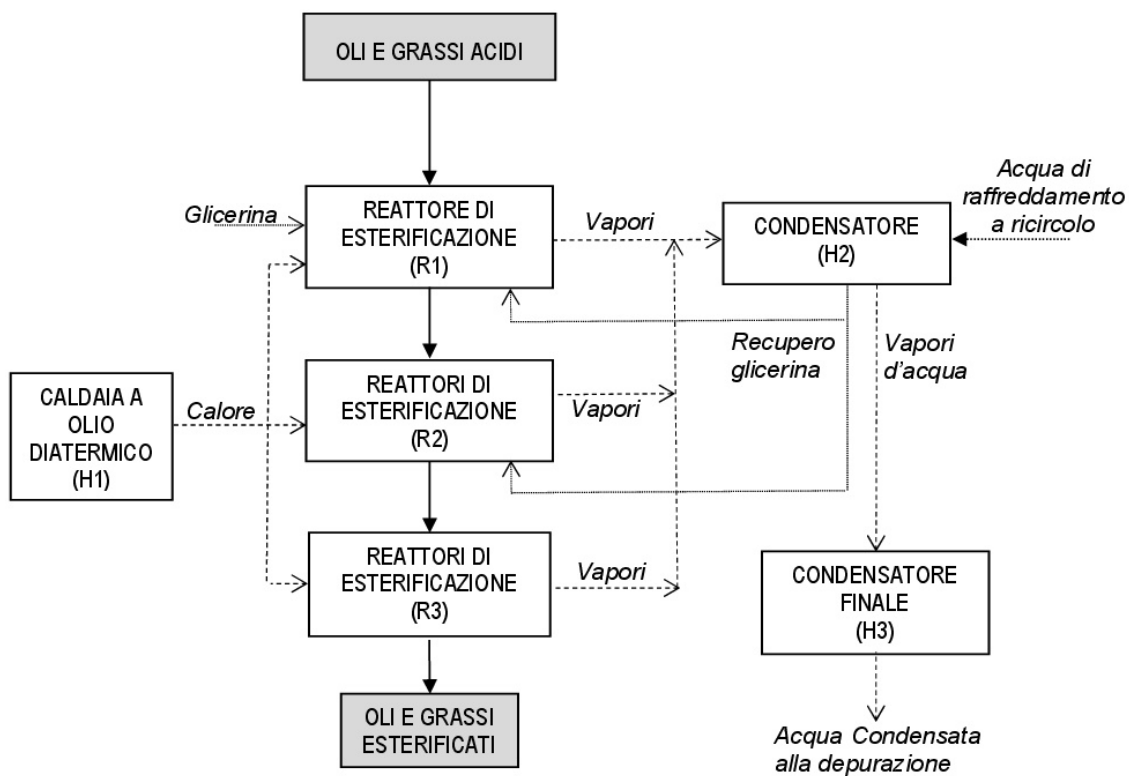 OLI E GRASSI ACIDI
Glicerina
REATTORE DI
ESTERIFICAZIONE
(R1)
Vapori
CONDENSATORE
(H2)
Acqua di
raffreddamento
a ricircolo
Recupero
glicerina
Vapori
d'acqua
CALDAIA A
OLIO
DIATERMICO
(H1)
Calore
REATTORI DI
ESTERIFICAZIONE
(R2)
Vapori
REATTORI DI
ESTERIFICAZIONE
(R3)
Vapori
CONDENSATORE
FINALE
(H3)
OLI E GRASSI
ESTERIFICATI
Acqua Condensata
alla depurazione